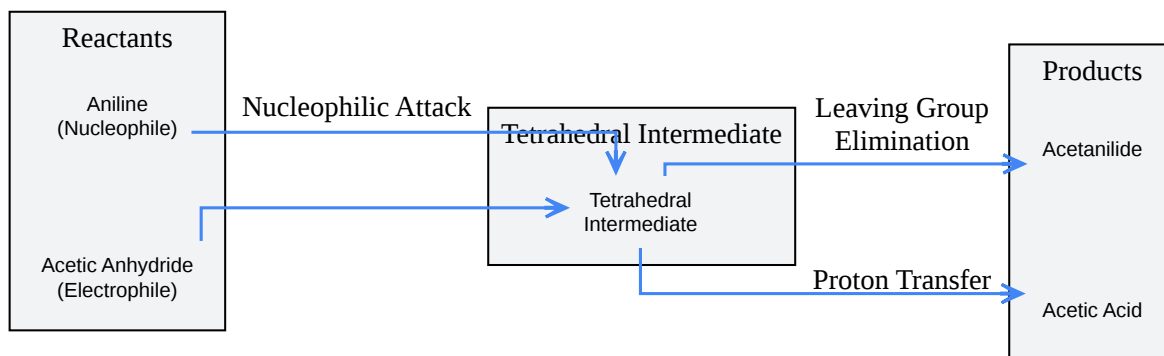 Reactants
Aniline
(Nucleophile)
Acetic Anhydride
(Electrophile)
Nucleophilic Attack
Tetrahedral Intermediate
Tetrahedral
Intermediate
Leaving Group
Elimination
Proton Transfer
Products
Acetanilide
Acetic Acid